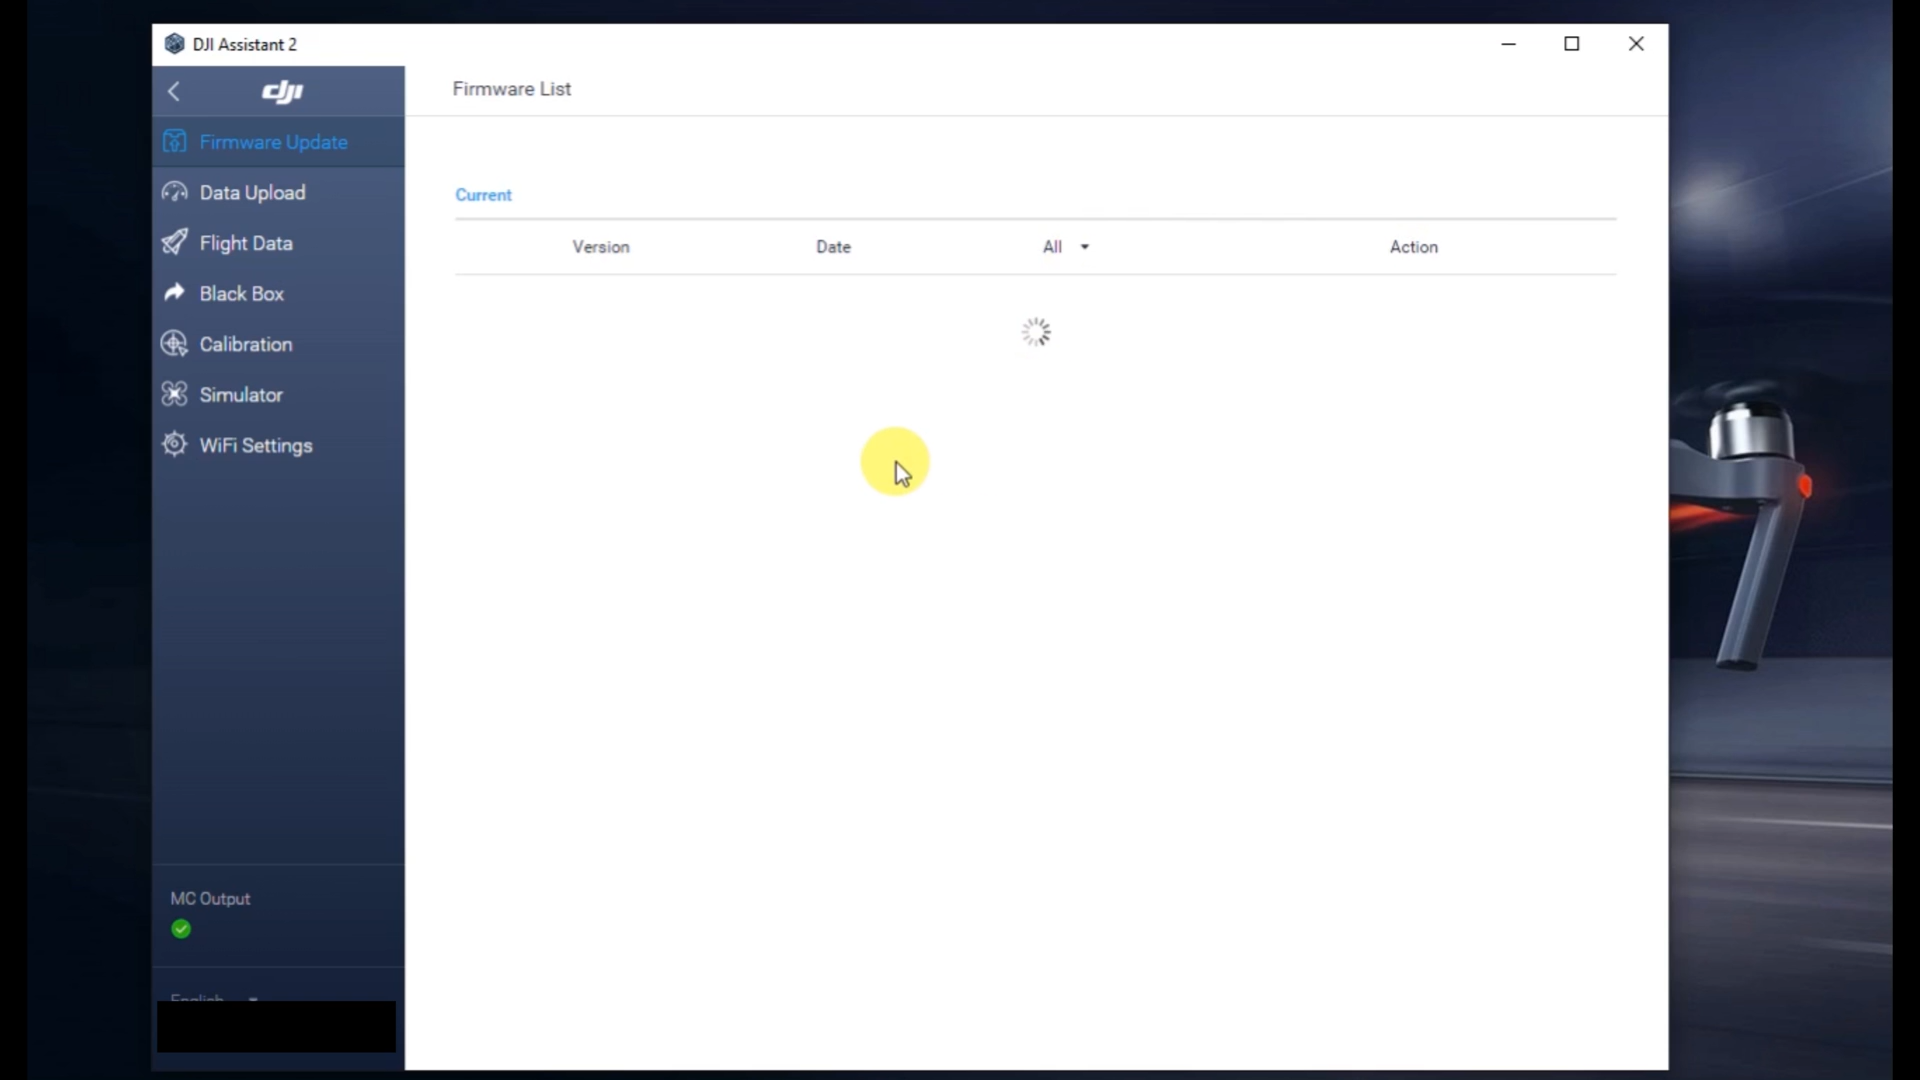 DJI Assistant 2
dji
Firmware List
Firmware Update
Data Upload
Flight Data
Black Box
Calibration
Simulator
WiFi Settings
Current
Version Date All Action
MC Output
English